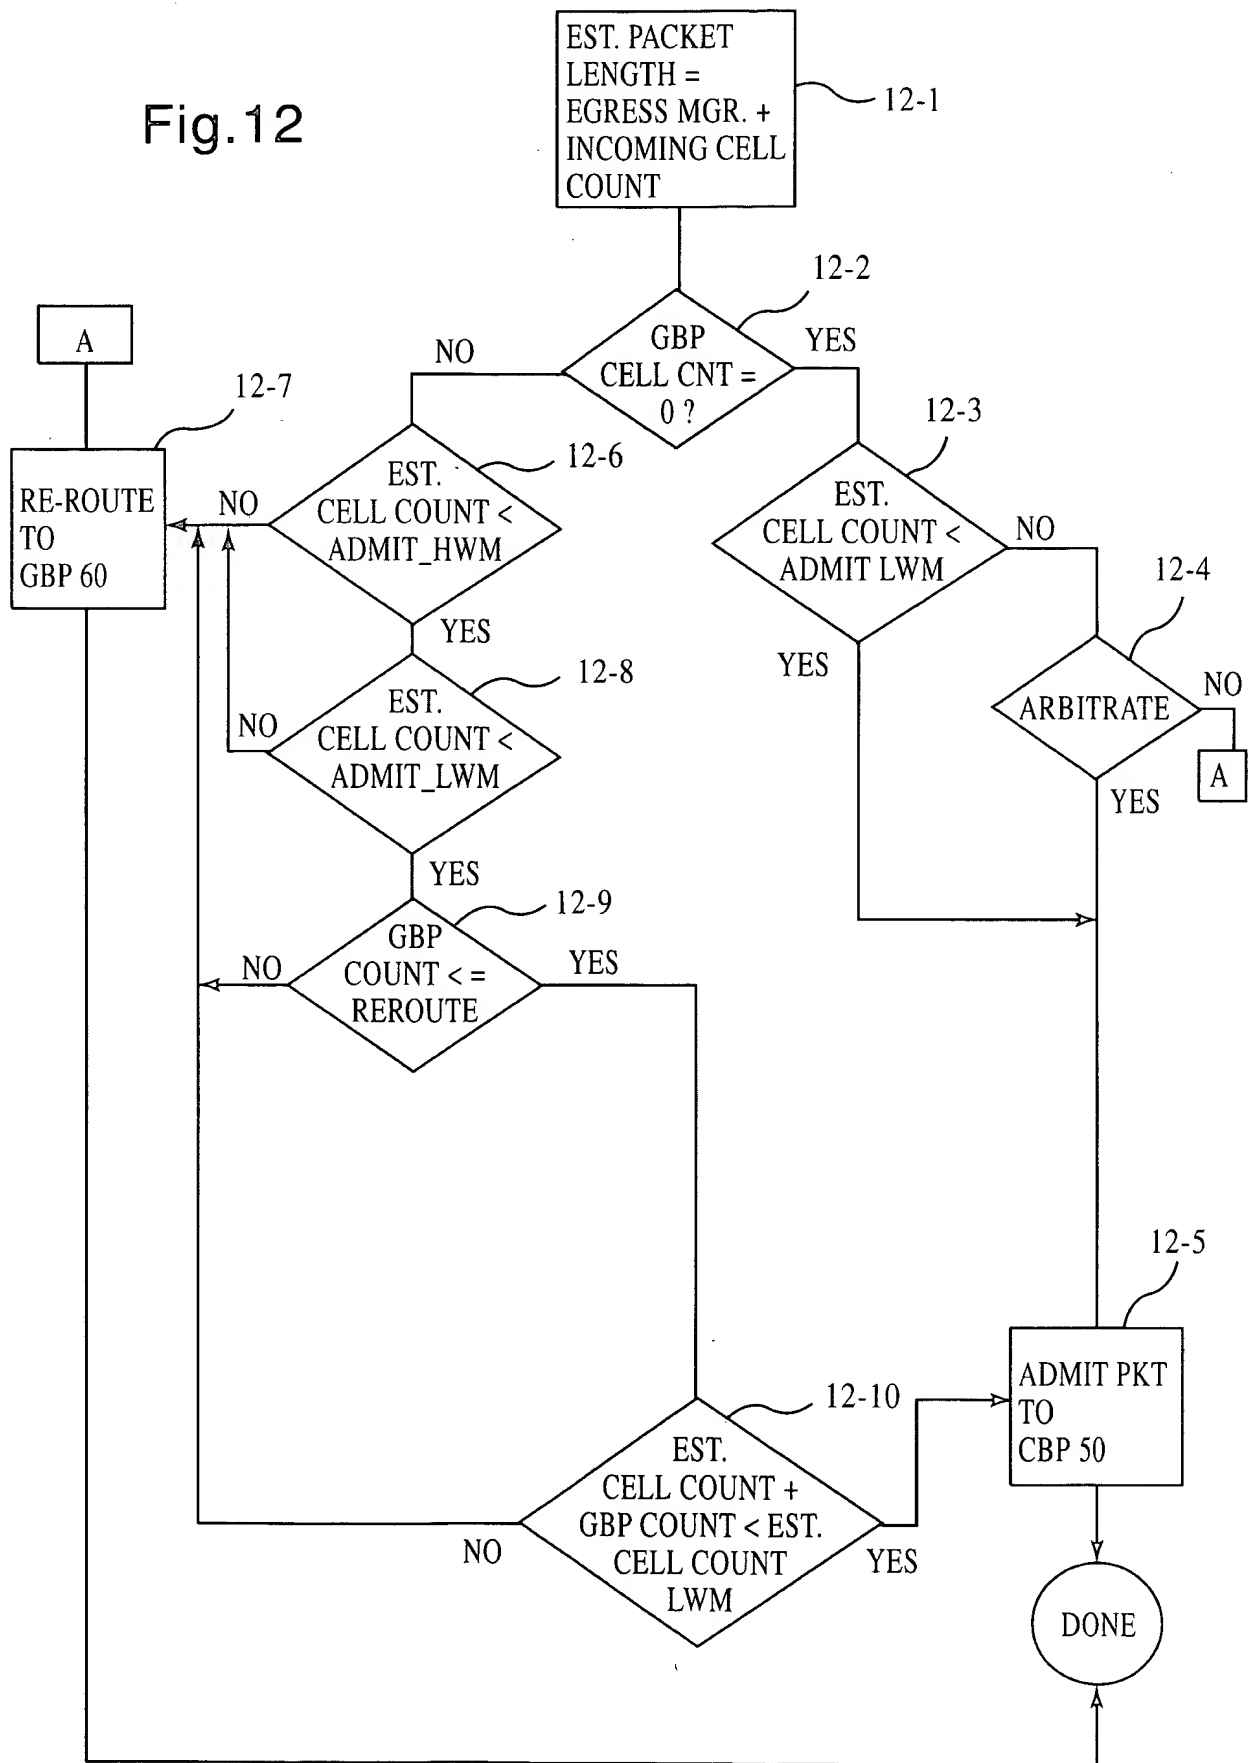 Fig.12
EST. PACKET
LENGTH =
EGRESS MGR. +
INCOMING CELL
COUNT
12-1
12-2
GBP
CELL CNT =
0 ?
NO
YES
A
12-7
RE-ROUTE
TO
GBP 60
12-6
EST.
CELL COUNT <
ADMIT_HWM
NO
YES
12-3
EST.
CELL COUNT <
ADMIT LWM
NO
YES
12-4
ARBITRATE
NO
A
YES
12-8
EST.
CELL COUNT <
ADMIT_LWM
NO
YES
12-9
GBP
COUNT < =
REROUTE
NO
YES
12-5
ADMIT PKT
TO
CBP 50
12-10
EST.
CELL COUNT +
GBP COUNT < EST.
CELL COUNT
LWM
NO
YES
DONE